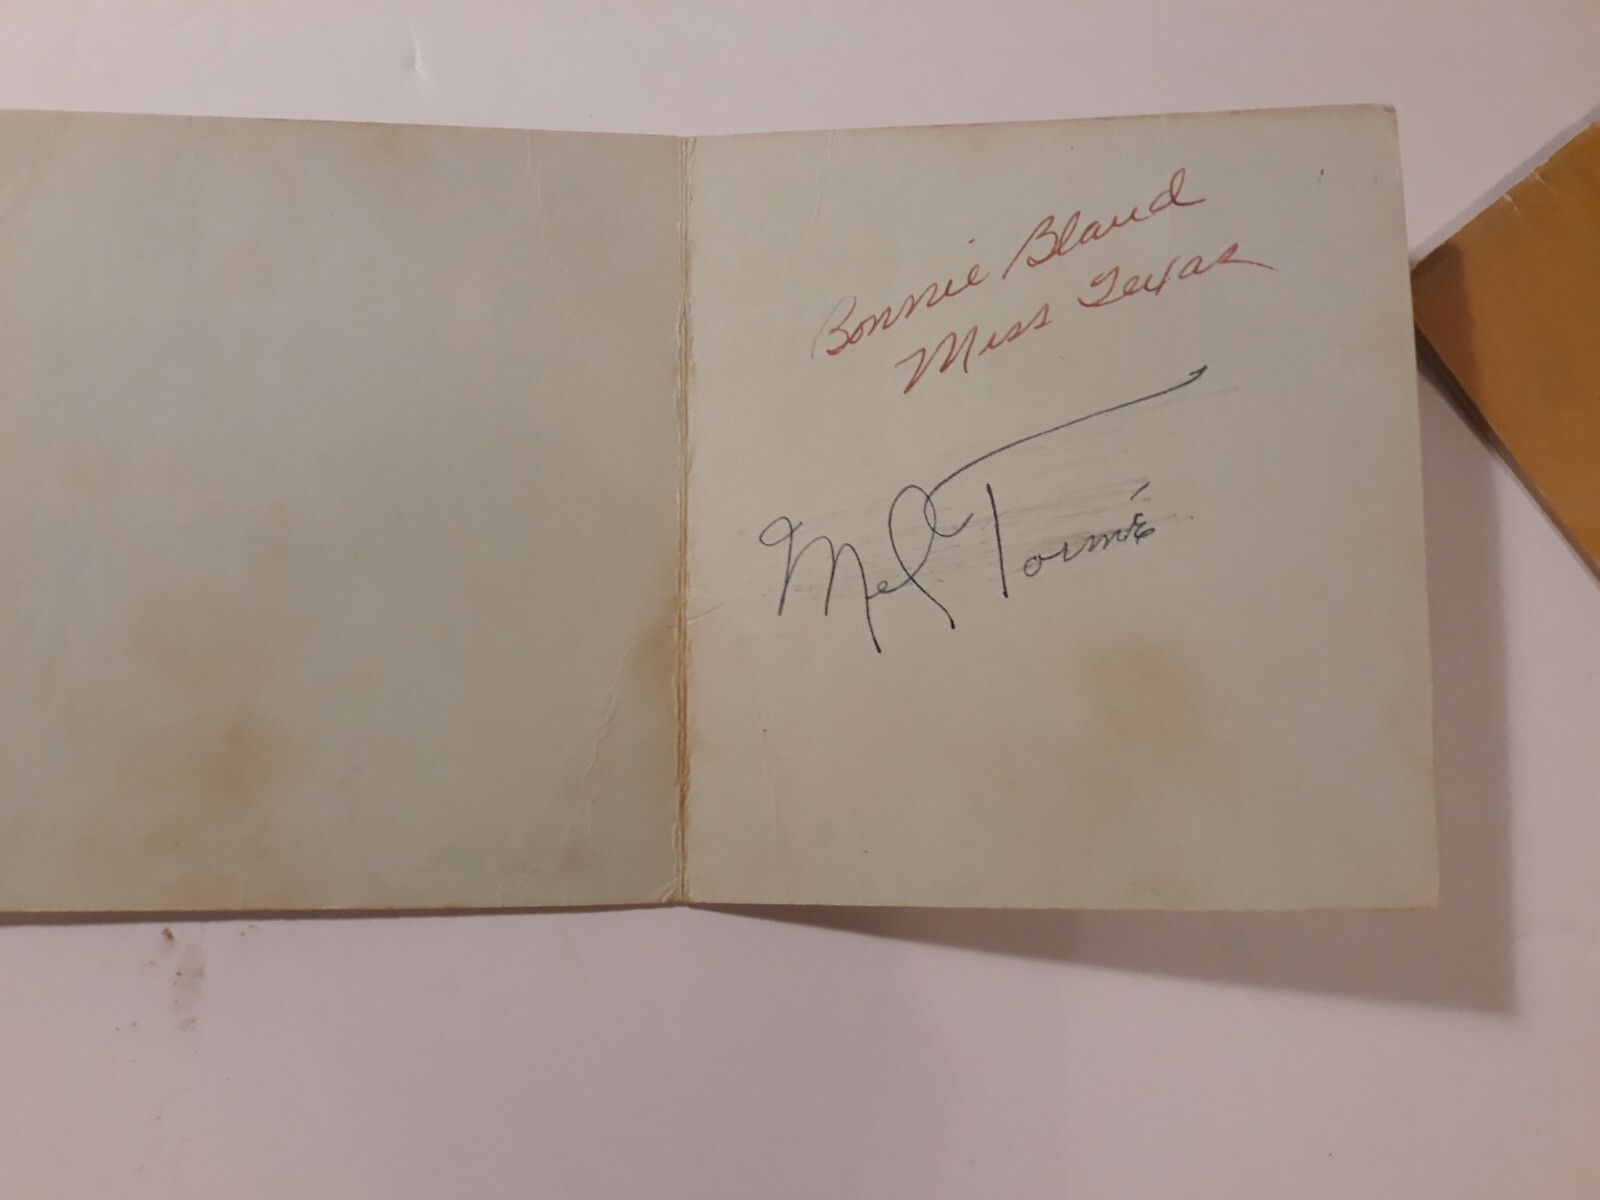 Bonnie Bland
Miss Texas
Mel Tormé